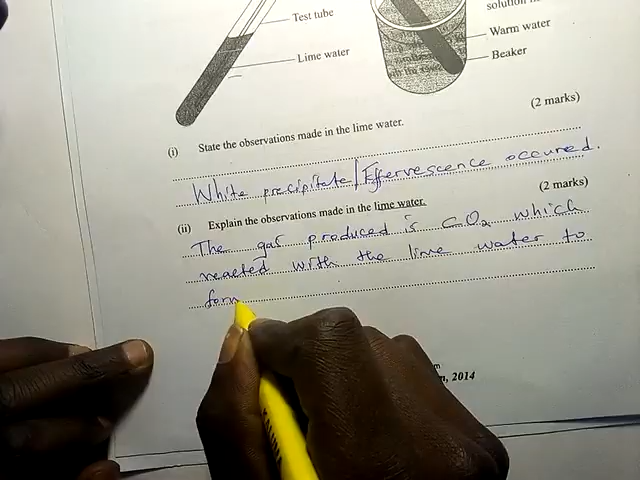 Test tube
Lime water
Warm water
Beaker
(2 marks)
(i) State the observations made in the lime water.
White precipitate/Effervescence occured.
(2 marks)
(ii) Explain the observations made in the lime water.
The gas produced is CO2 which
reacted with the lime water to
form
2014